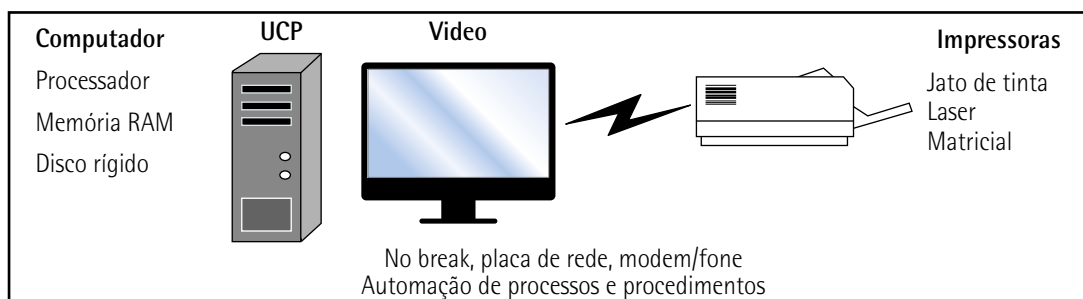 Computador
Processador
Memória RAM
Disco rígido
UCP
Video
Impressoras
Jato de tinta
Laser
Matricial
No break, placa de rede, modem/fone
Automação de processos e procedimentos